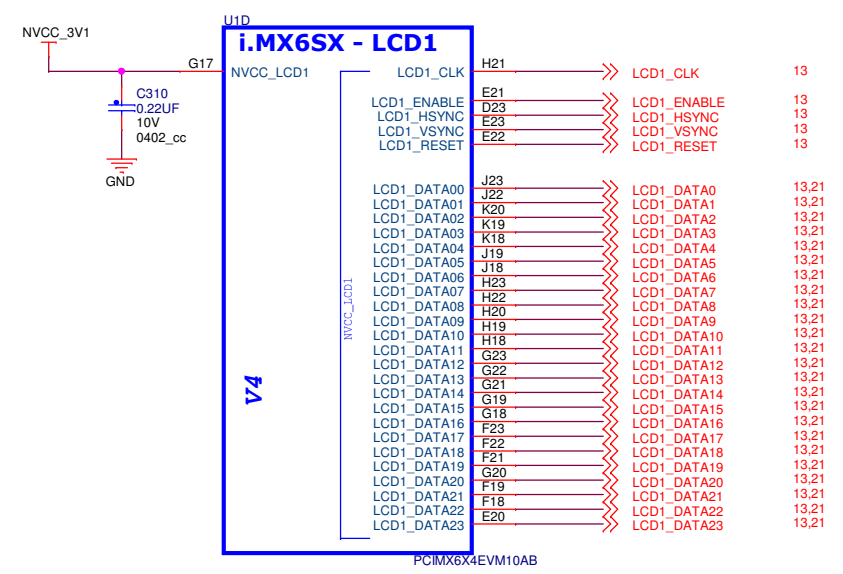 U1D
NVCC_3V1
i.MX6SX - LCD1
G17 NVCC_LCD1 LCD1_CLK H21 LCD1_CLK 13
C310
0.22UF
10V
0402_cc
GND
LCD1_ENABLE E21 LCD1_ENABLE 13
LCD1_HSYNC D23 LCD1_HSYNC 13
LCD1_VSYNC E23 LCD1_VSYNC 13
LCD1_RESET E22 LCD1_RESET 13
LCD1_DATA00 J23 LCD1_DATA0 13,21
LCD1_DATA01 J22 LCD1_DATA1 13,21
LCD1_DATA02 K20 LCD1_DATA2 13,21
LCD1_DATA03 K19 LCD1_DATA3 13,21
LCD1_DATA04 K18 LCD1_DATA4 13,21
LCD1_DATA05 J19 LCD1_DATA5 13,21
LCD1_DATA06 J18 LCD1_DATA6 13,21
LCD1_DATA07 H23 LCD1_DATA7 13,21
LCD1_DATA08 H22 LCD1_DATA8 13,21
LCD1_DATA09 H20 LCD1_DATA9 13,21
LCD1_DATA10 H19 LCD1_DATA10 13,21
LCD1_DATA11 H18 LCD1_DATA11 13,21
LCD1_DATA12 G23 LCD1_DATA12 13,21
LCD1_DATA13 G22 LCD1_DATA13 13,21
LCD1_DATA14 G21 LCD1_DATA14 13,21
LCD1_DATA15 G19 LCD1_DATA15 13,21
LCD1_DATA16 G18 LCD1_DATA16 13,21
LCD1_DATA17 F23 LCD1_DATA17 13,21
LCD1_DATA18 F22 LCD1_DATA18 13,21
LCD1_DATA19 F21 LCD1_DATA19 13,21
LCD1_DATA20 G20 LCD1_DATA20 13,21
LCD1_DATA21 F19 LCD1_DATA21 13,21
LCD1_DATA22 F18 LCD1_DATA22 13,21
LCD1_DATA23 E20 LCD1_DATA23 13,21
NVCC_LCD1
V4
PCIMX6X4EVM10AB